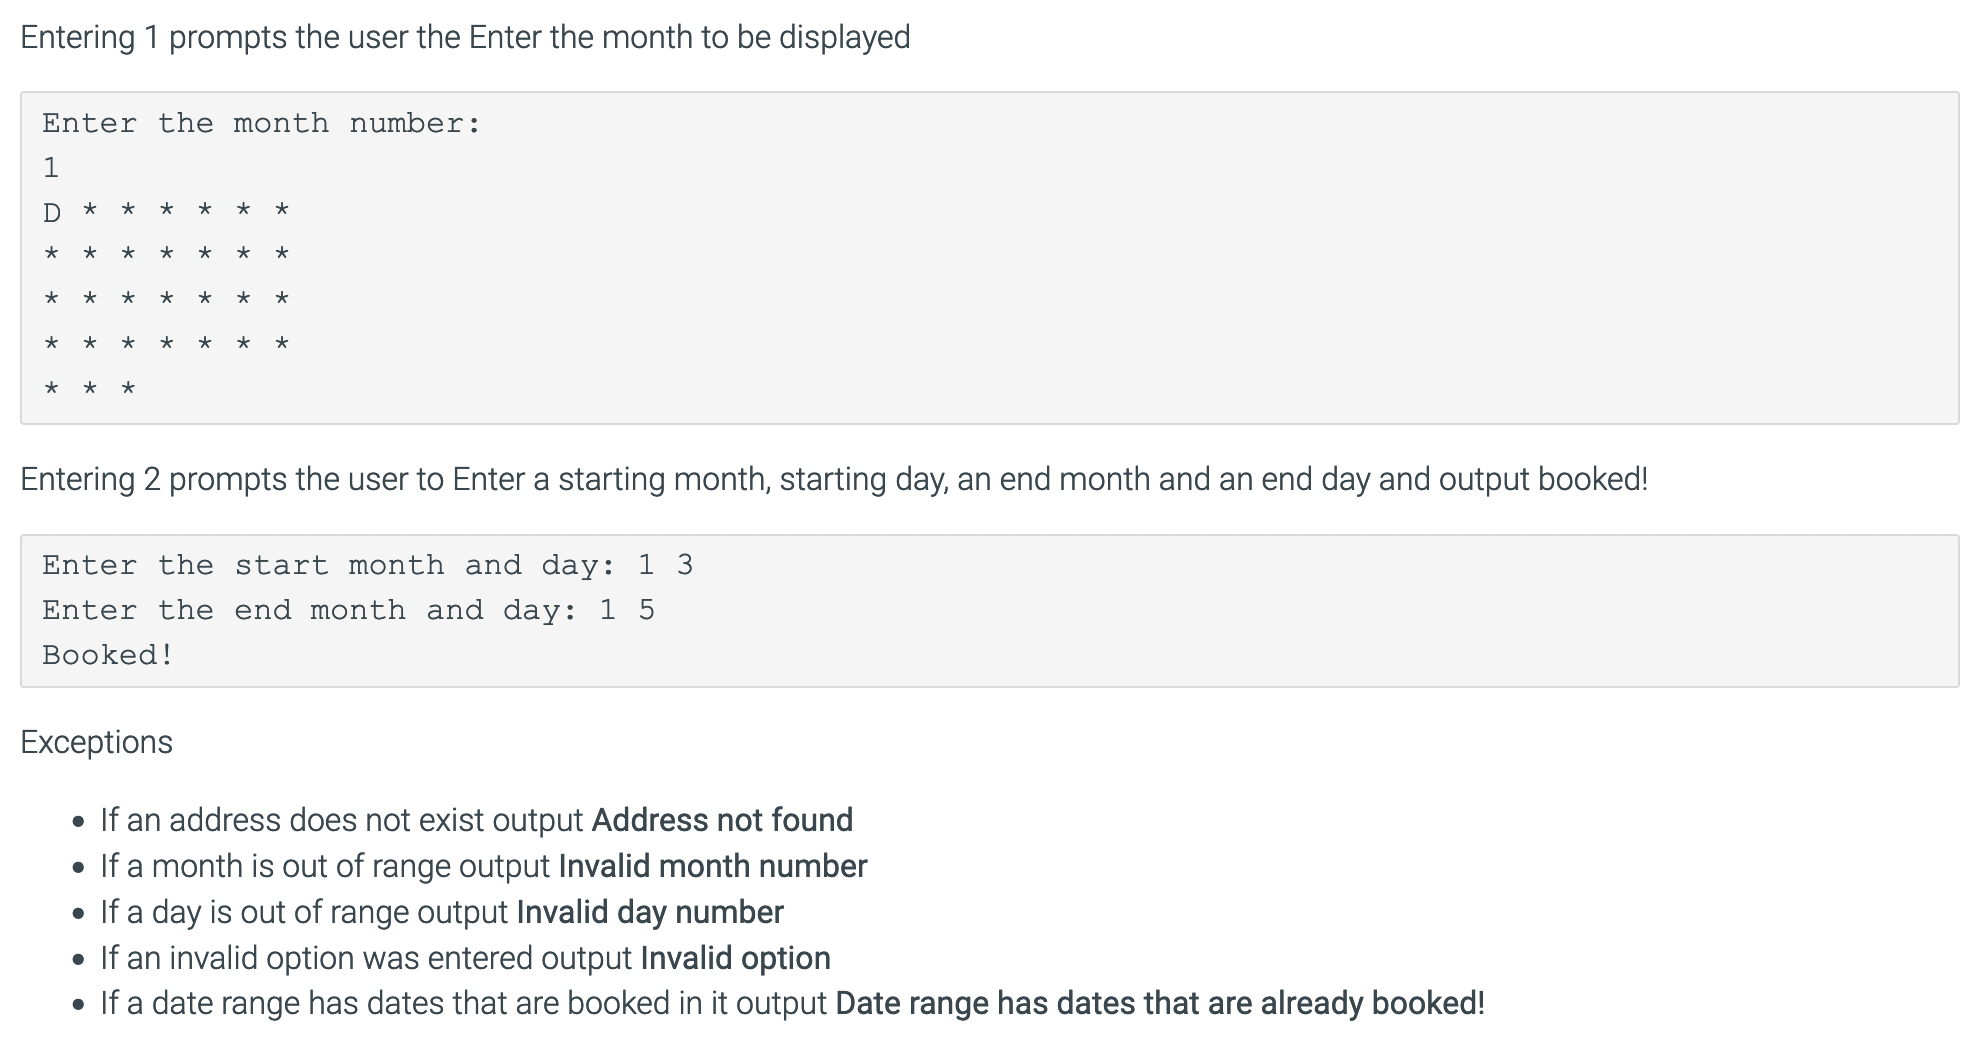 Entering 1 prompts the user the Enter the month to be displayed
Enter the month number:
1
D * * * * * *
* * * * * * *
* * * * * * *
* * * * * * *
* * *
Entering 2 prompts the user to Enter a starting month, starting day, an end month and an end day and output booked!
Enter the start month and day: 1 3
Enter the end month and day: 1 5
Booked!
Exceptions
• If an address does not exist output Address not found
• If a month is out of range output Invalid month number
• If a day is out of range output Invalid day number
• If an invalid option was entered output Invalid option
• If a date range has dates that are booked in it output Date range has dates that are already booked!